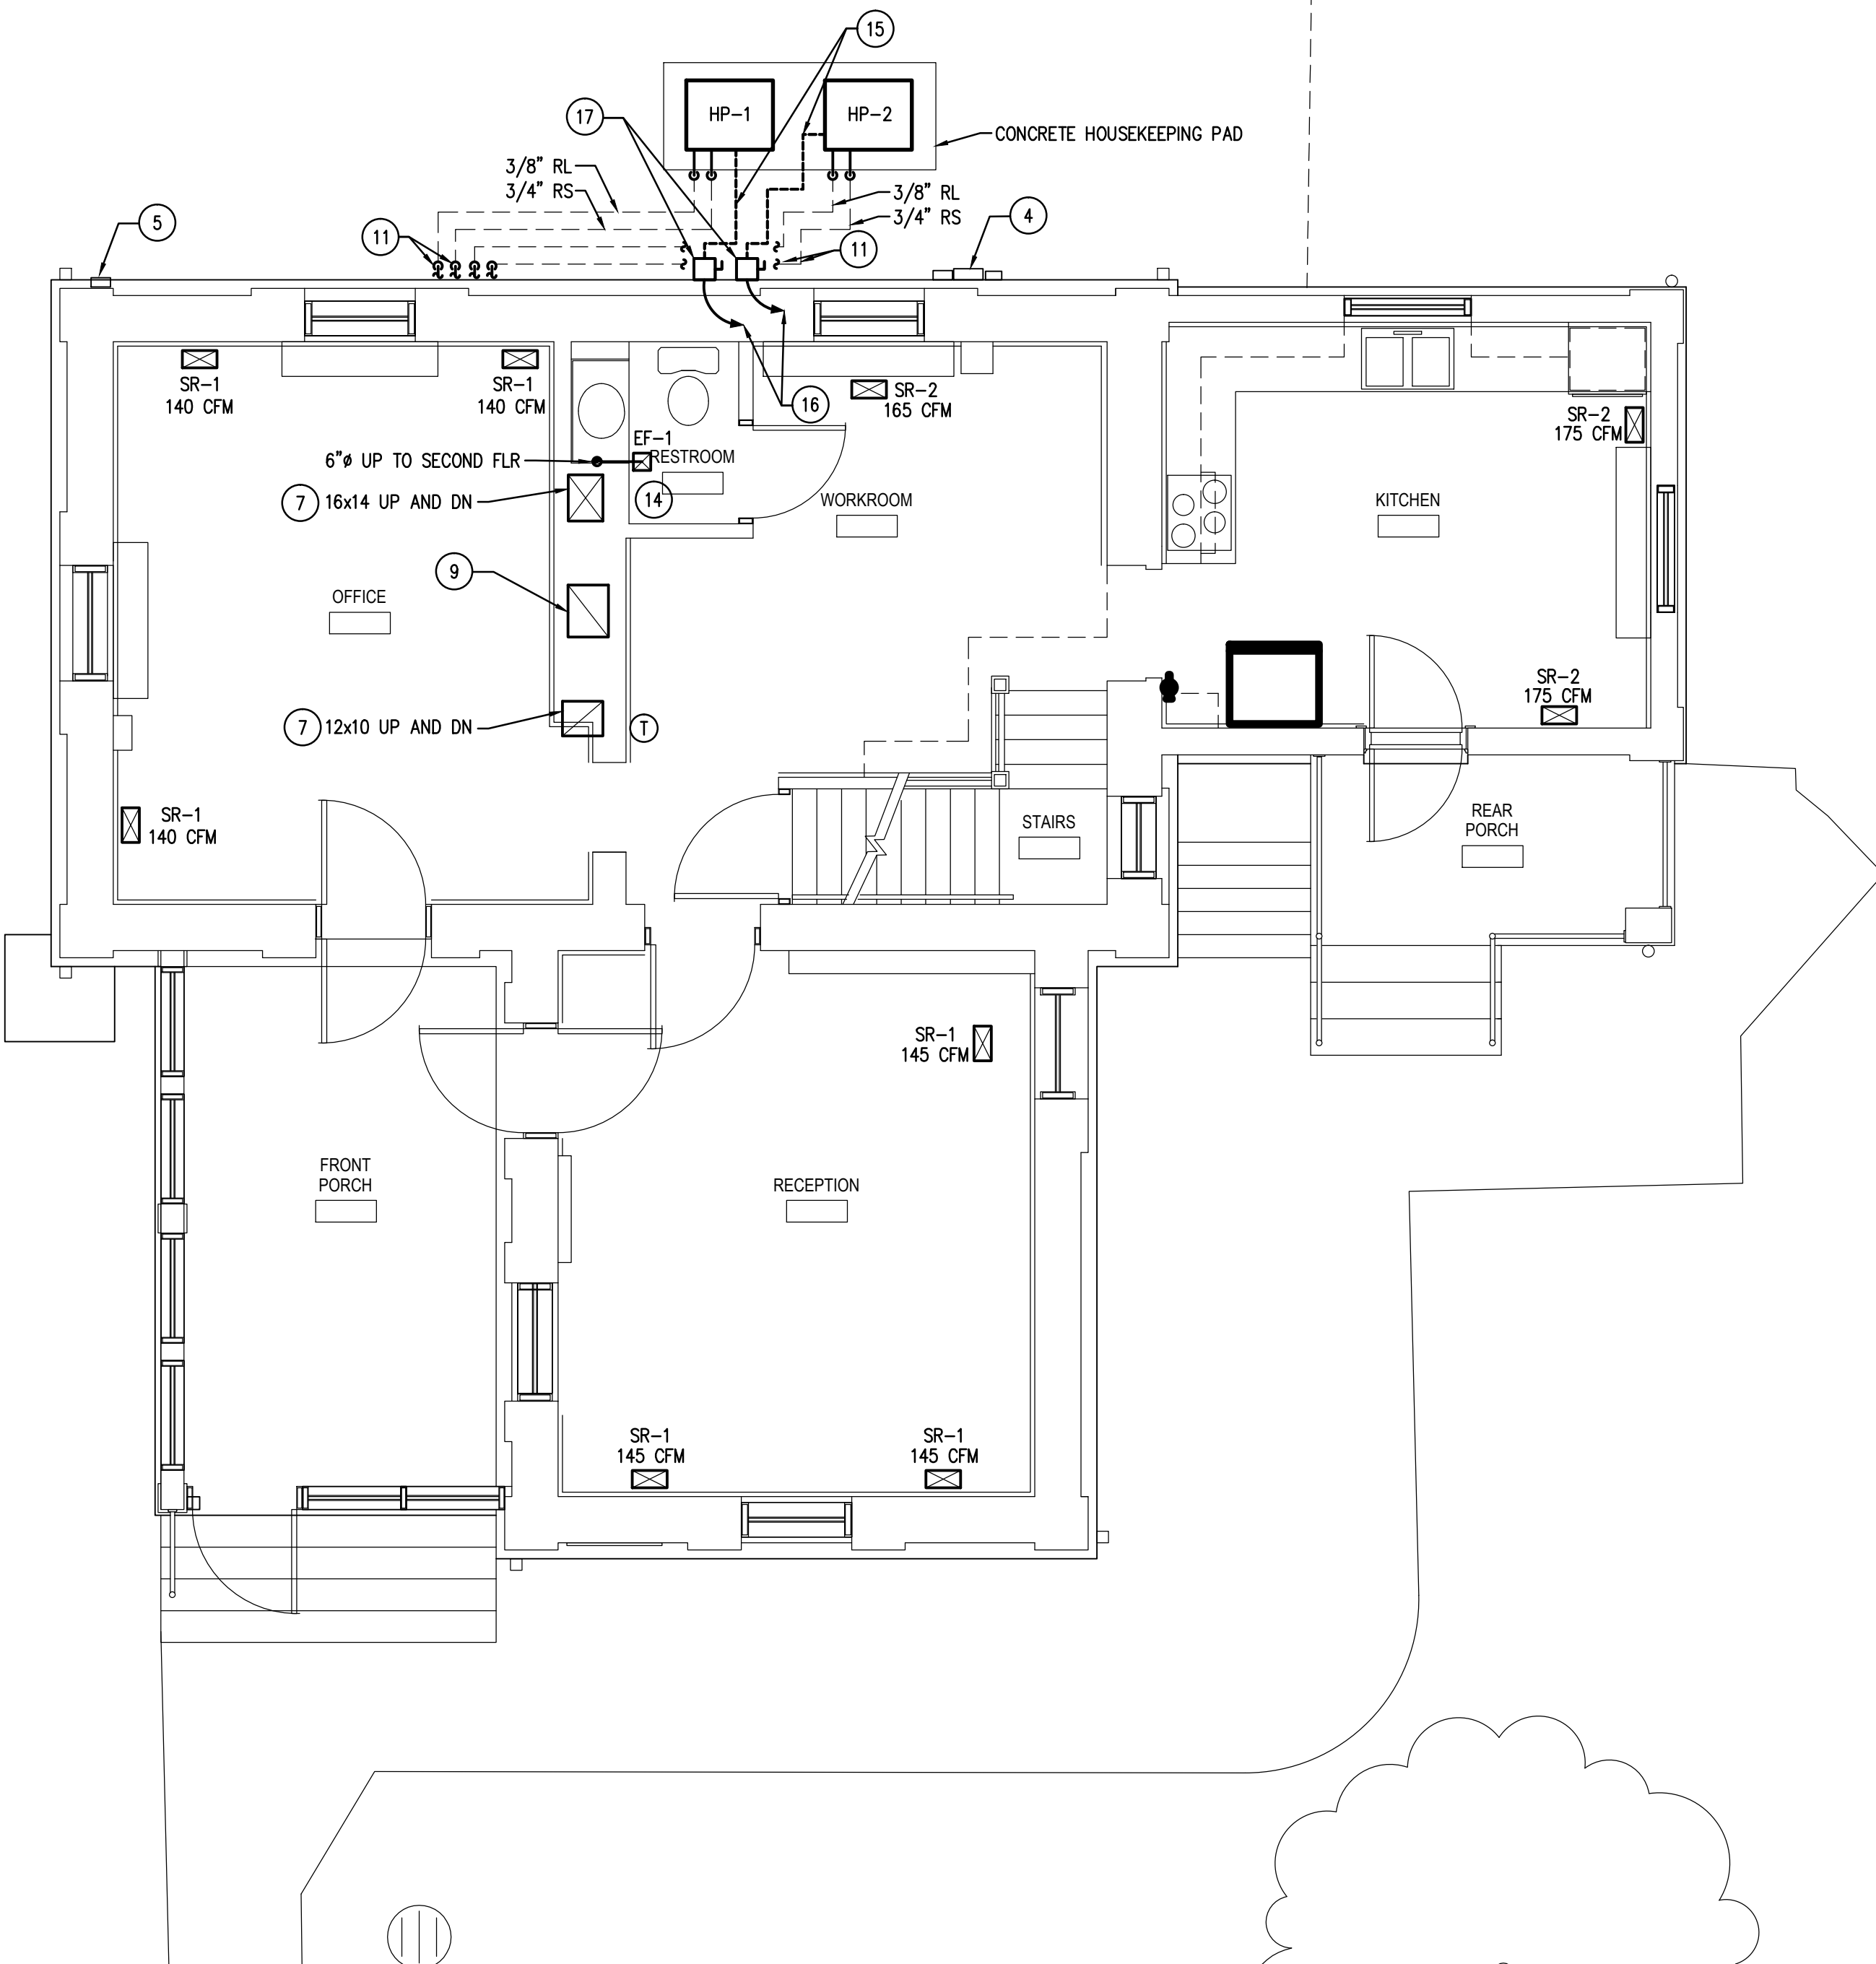 15
HP-1
HP-2
17
CONCRETE HOUSEKEEPING PAD
3/8" RL
3/4" RS
3/8" RL
3/4" RS
5
11
4
11
SR-1
140 CFM
SR-1
140 CFM
SR-2
165 CFM
16
SR-2
175 CFM
EF-1
6"ø UP TO SECOND FLR
RESTROOM
7 16x14 UP AND DN
14
WORKROOM
KITCHEN
9
OFFICE
SR-2
175 CFM
7 12x10 UP AND DN
T
SR-1
140 CFM
STAIRS
REAR
PORCH
SR-1
145 CFM
FRONT
PORCH
RECEPTION
SR-1
145 CFM
SR-1
145 CFM